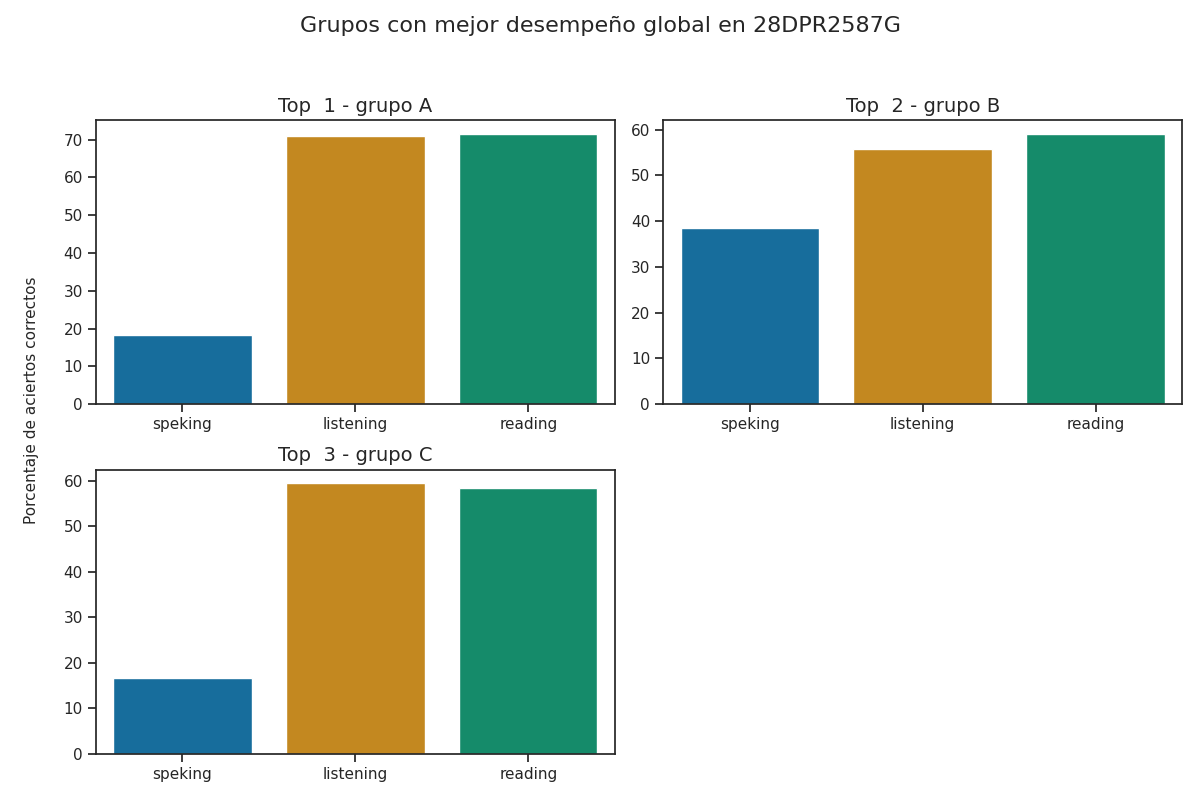 Grupos con mejor desempeño global en 28DPR2587G
Porcentaje de aciertos correctos
Top  1 - grupo A
70
60
50
40
30
20
10
0
speking listening reading
Top  2 - grupo B
60
50
40
30
20
10
0
speking listening reading
Top  3 - grupo C
60
50
40
30
20
10
0
speking listening reading